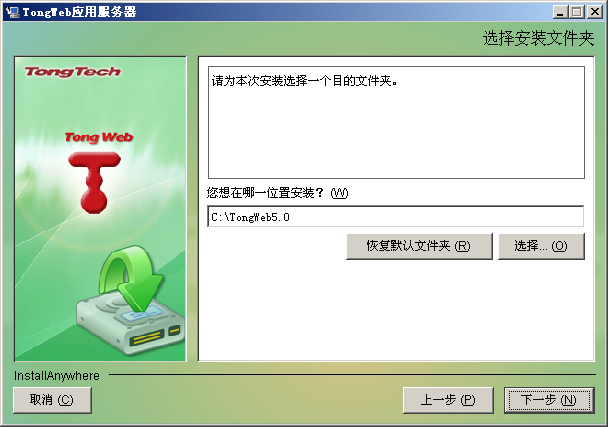 TongWeb应用服务器
选择安装文件夹
TongTech
Tong Web
请为本次安装选择一个目的文件夹。
您想在哪一位置安装？ (W)
C:\TongWeb5.0
恢复默认文件夹 (R)
选择... (O)
InstallAnywhere
取消 (C)
上一步 (P)
下一步 (N)